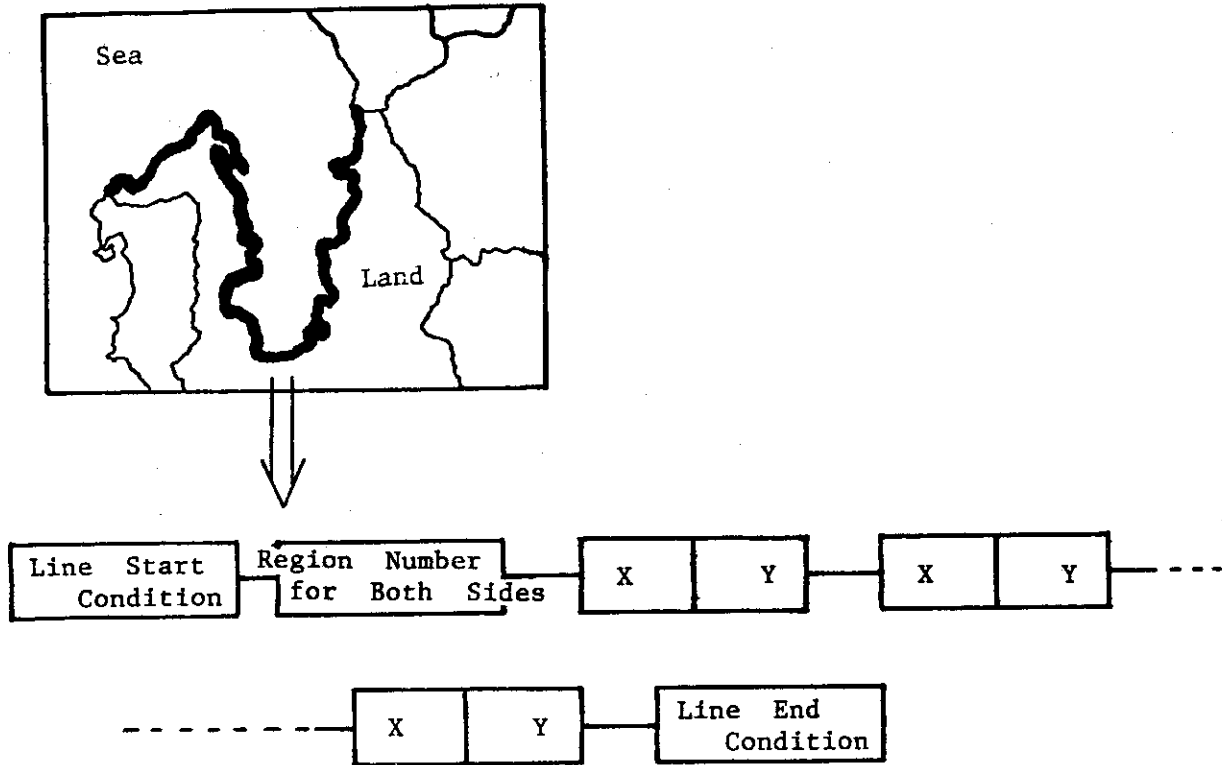 Sea
Land
Line Start
Condition
Region Number
for Both Sides
X Y
X Y
X Y
Line End
Condition